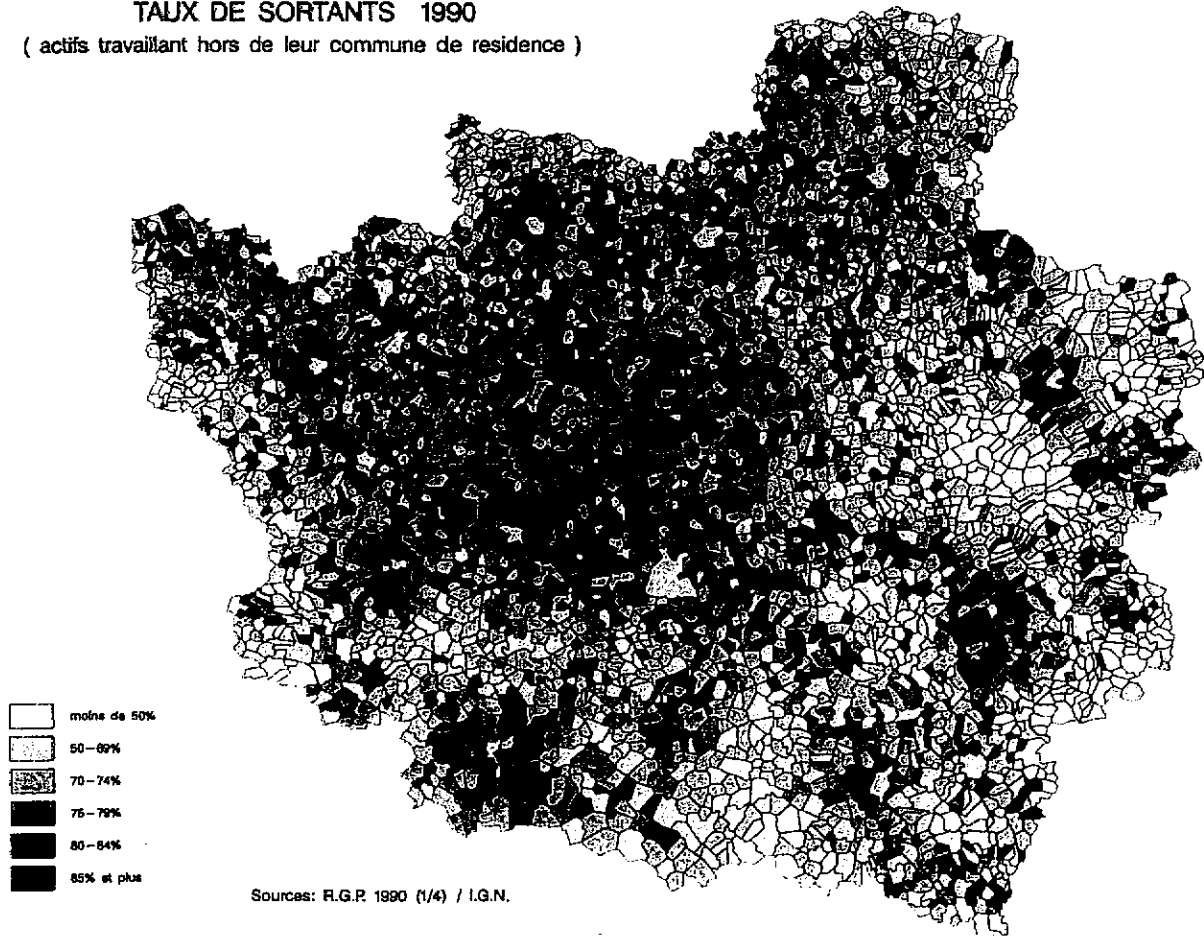 TAUX DE SORTANTS 1990
( actifs travaillant hors de leur commune de residence )
moins de 50%
50-69%
70-74%
75-79%
80-84%
85% et plus
Sources: R.G.P. 1990 (1/4) / I.G.N.